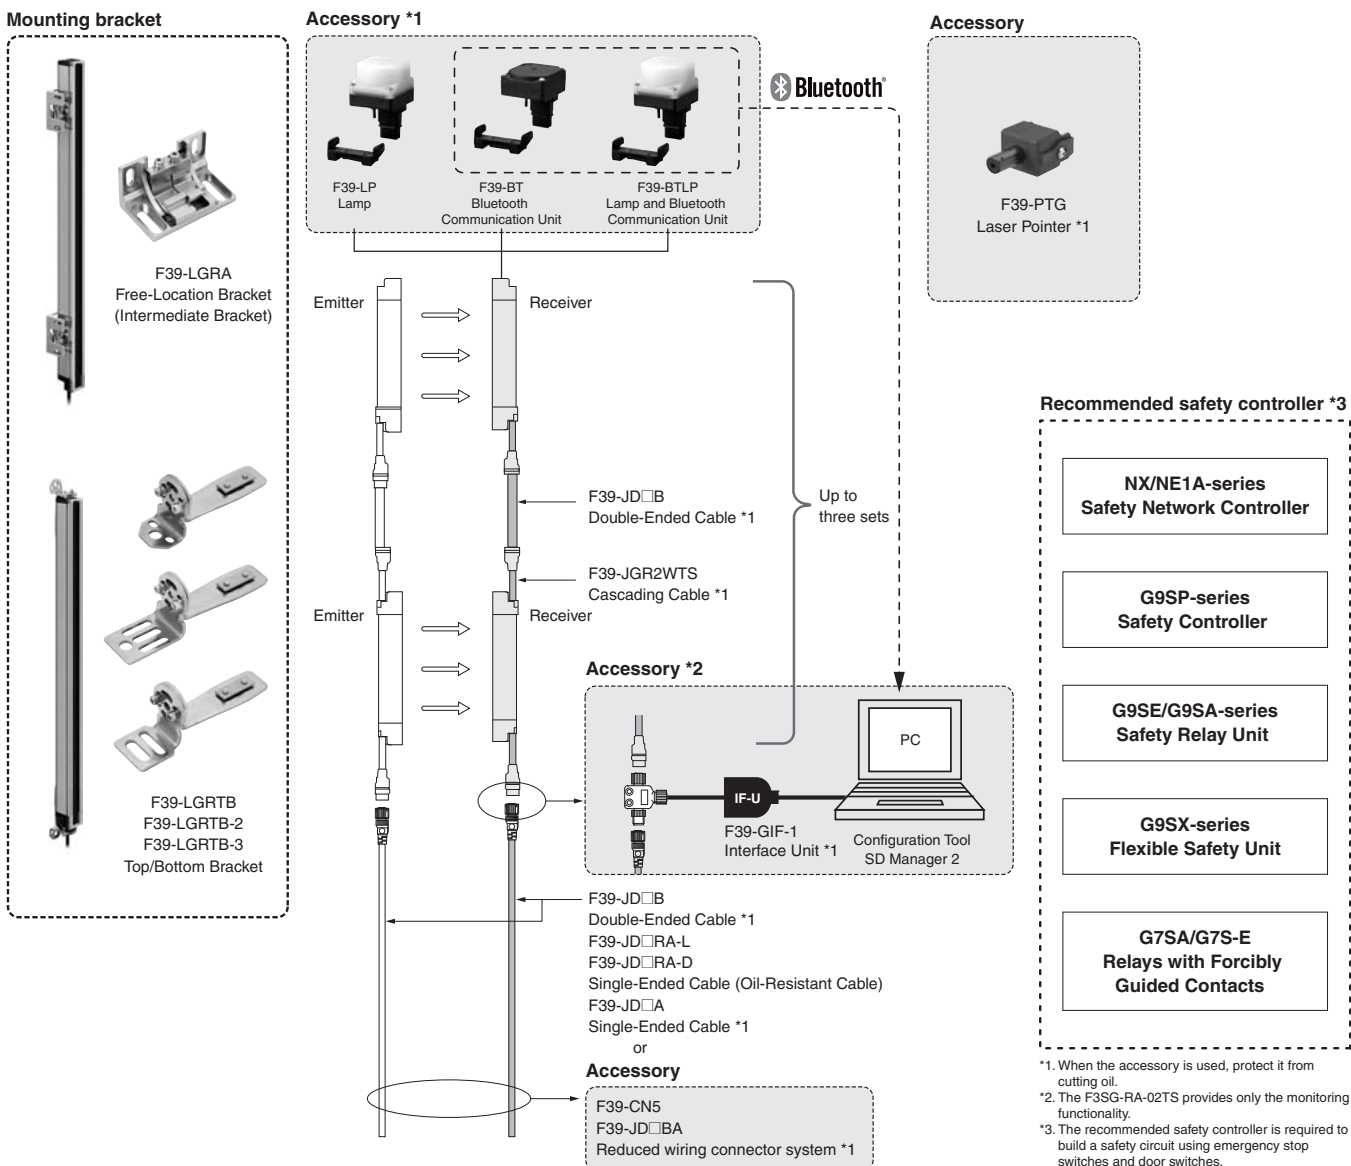 Mounting bracket
F39-LGRA
Free-Location Bracket
(Intermediate Bracket)
F39-LGRTB
F39-LGRTB-2
F39-LGRTB-3
Top/Bottom Bracket
Accessory *1
F39-LP
Lamp
F39-BT
Bluetooth
Communication Unit
F39-BTLP
Lamp and Bluetooth
Communication Unit
Bluetooth®
Accessory
F39-PTG
Laser Pointer *1
Emitter
Receiver
F39-JD□B
Double-Ended Cable *1
Up to
three sets
F39-JGR2WTS
Cascading Cable *1
Emitter
Receiver
Accessory *2
PC
IF-U
F39-GIF-1
Interface Unit *1
Configuration Tool
SD Manager 2
F39-JD□B
Double-Ended Cable *1
F39-JD□RA-L
F39-JD□RA-D
Single-Ended Cable (Oil-Resistant Cable)
F39-JD□A
Single-Ended Cable *1
or
Accessory
F39-CN5
F39-JD□BA
Reduced wiring connector system *1
Recommended safety controller *3
NX/NE1A-series
Safety Network Controller
G9SP-series
Safety Controller
G9SE/G9SA-series
Safety Relay Unit
G9SX-series
Flexible Safety Unit
G7SA/G7S-E
Relays with Forcibly
Guided Contacts
*1. When the accessory is used, protect it from
cutting oil.
*2. The F3SG-RA-02TS provides only the monitoring
functionality.
*3. The recommended safety controller is required to
build a safety circuit using emergency stop
switches and door switches.